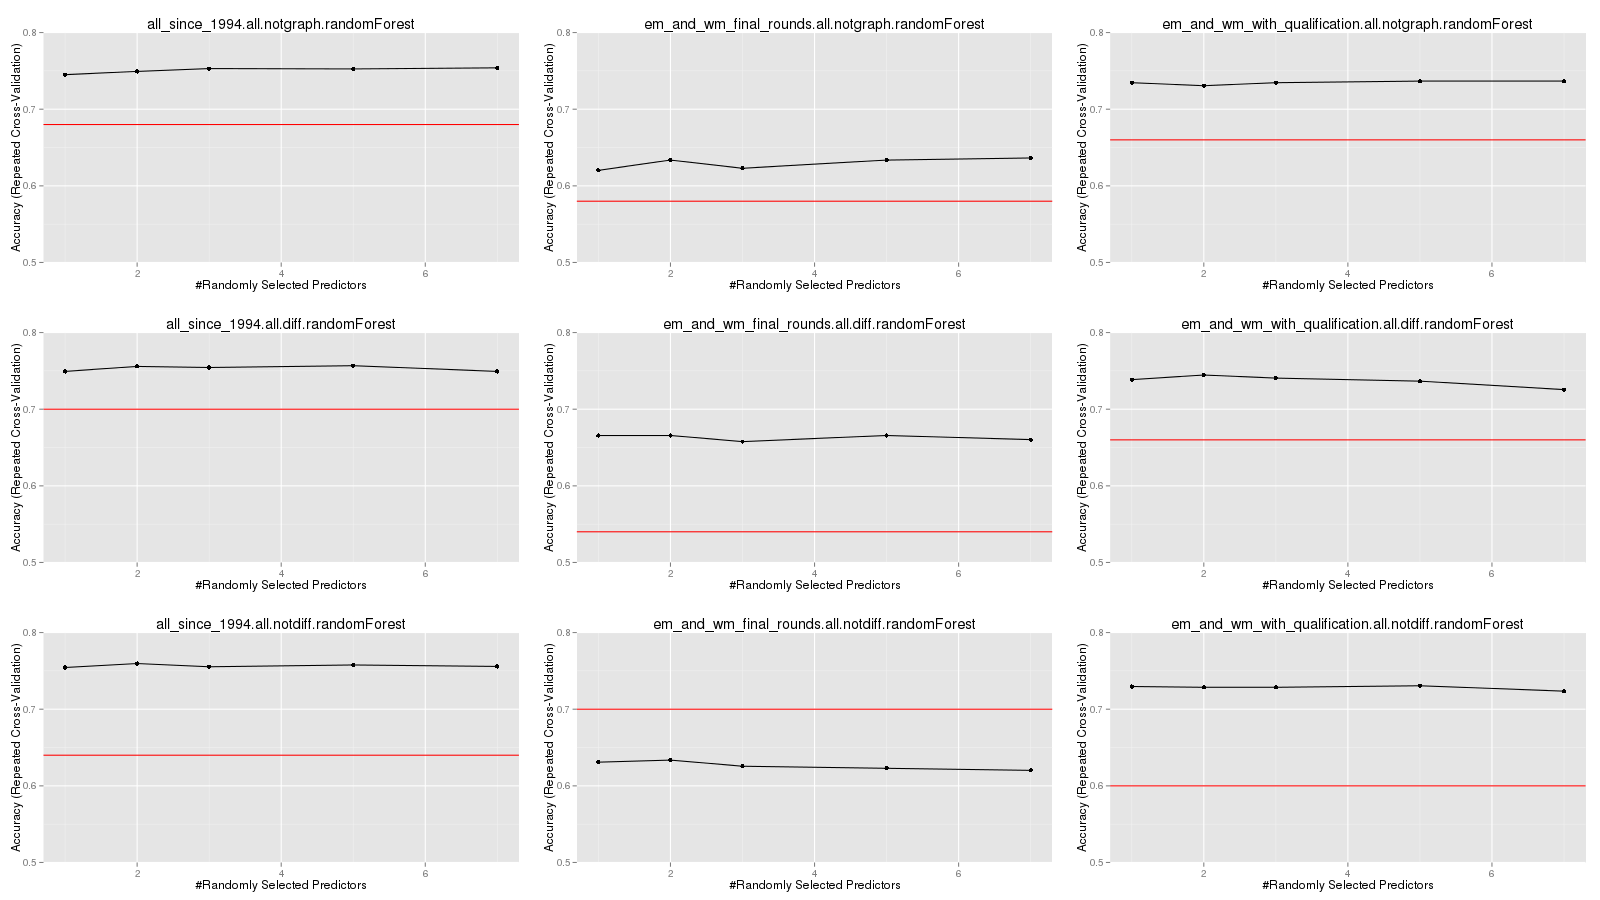 all_since_1994.all.notgraph.randomForest
Accuracy (Repeated Cross-Validation)
0.8
0.7
0.6
0.5
2 4 6
#Randomly Selected Predictors
em_and_wm_final_rounds.all.notgraph.randomForest
Accuracy (Repeated Cross-Validation)
0.8
0.7
0.6
0.5
2 4 6
#Randomly Selected Predictors
em_and_wm_with_qualification.all.notgraph.randomForest
Accuracy (Repeated Cross-Validation)
0.8
0.7
0.6
0.5
2 4 6
#Randomly Selected Predictors
all_since_1994.all.diff.randomForest
Accuracy (Repeated Cross-Validation)
0.8
0.7
0.6
0.5
2 4 6
#Randomly Selected Predictors
em_and_wm_final_rounds.all.diff.randomForest
Accuracy (Repeated Cross-Validation)
0.8
0.7
0.6
0.5
2 4 6
#Randomly Selected Predictors
em_and_wm_with_qualification.all.diff.randomForest
Accuracy (Repeated Cross-Validation)
0.8
0.7
0.6
0.5
2 4 6
#Randomly Selected Predictors
all_since_1994.all.notdiff.randomForest
Accuracy (Repeated Cross-Validation)
0.8
0.7
0.6
0.5
2 4 6
#Randomly Selected Predictors
em_and_wm_final_rounds.all.notdiff.randomForest
Accuracy (Repeated Cross-Validation)
0.8
0.7
0.6
0.5
2 4 6
#Randomly Selected Predictors
em_and_wm_with_qualification.all.notdiff.randomForest
Accuracy (Repeated Cross-Validation)
0.8
0.7
0.6
0.5
2 4 6
#Randomly Selected Predictors